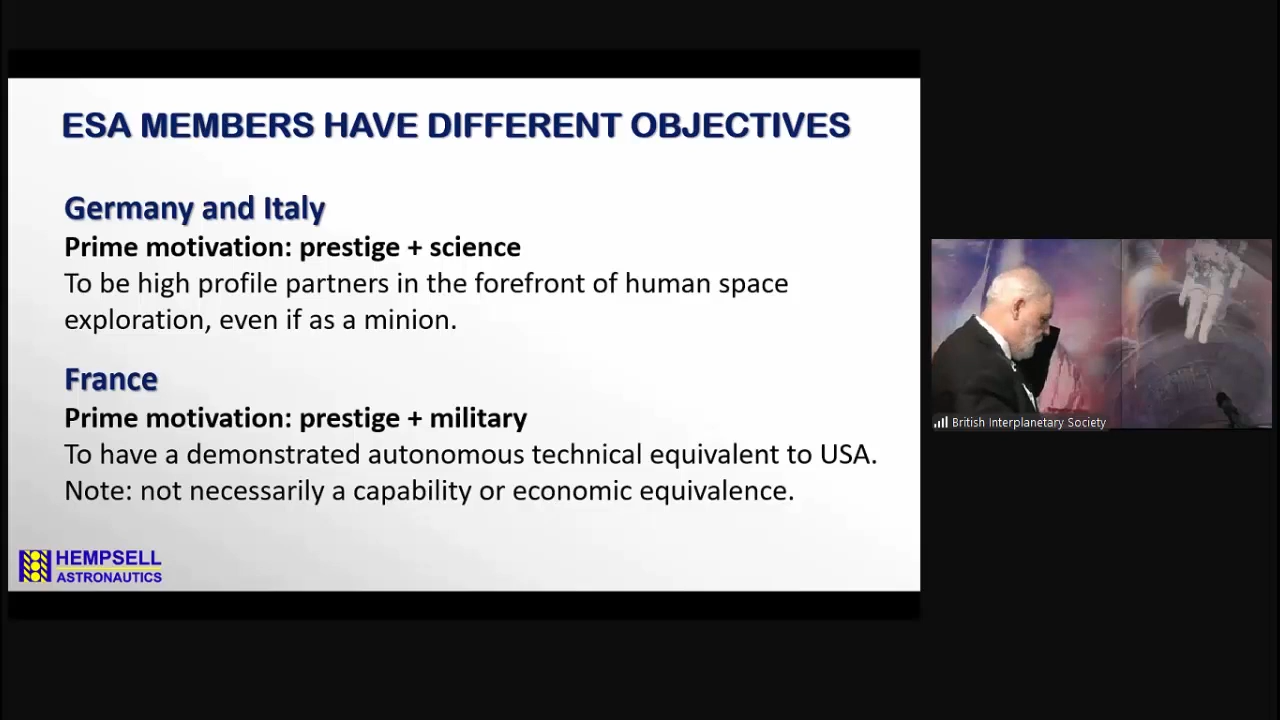 ESA MEMBERS HAVE DIFFERENT OBJECTIVES
Germany and Italy
Prime motivation: prestige + science
To be high profile partners in the forefront of human space
exploration, even if as a minion.
France
Prime motivation: prestige + military
To have a demonstrated autonomous technical equivalent to USA.
Note: not necessarily a capability or economic equivalence.
HEMPSELL
ASTRONAUTICS
British Interplanetary Society